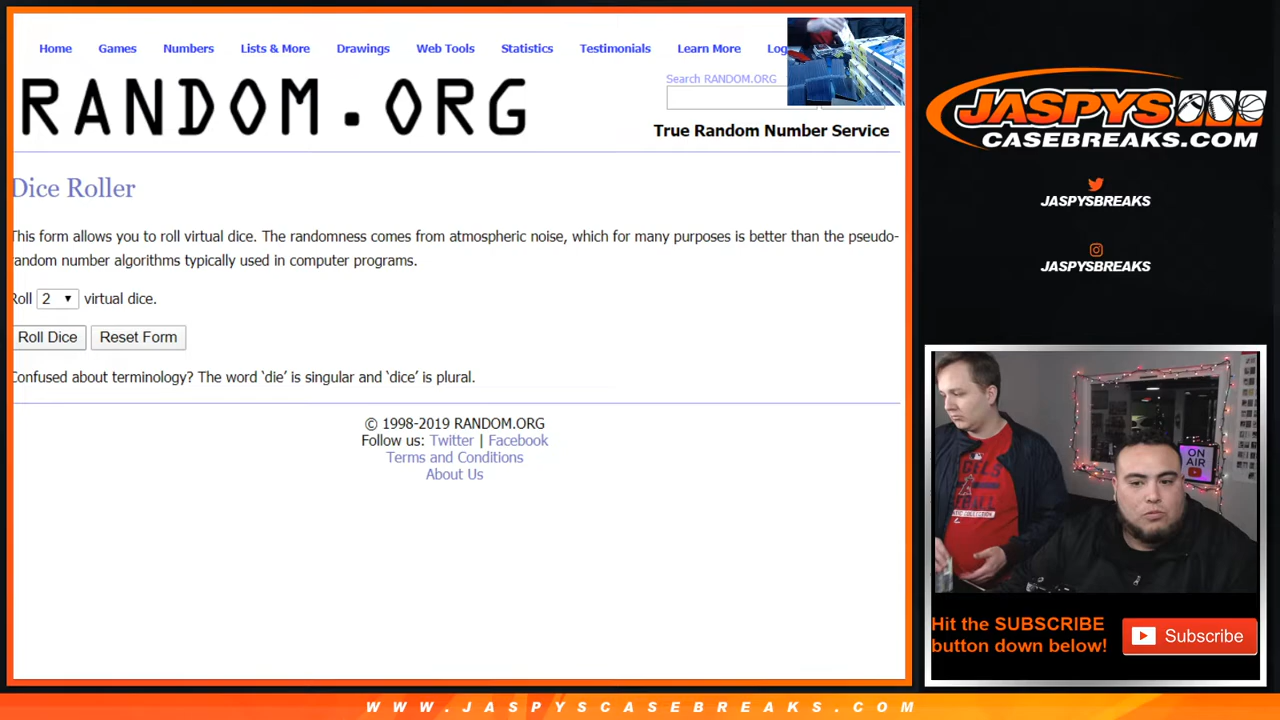 Home Games Numbers Lists & More Drawings Web Tools Statistics Testimonials Learn More
RANDOM.ORG
Search RANDOM.ORG
True Random Number Service
Dice Roller
This form allows you to roll virtual dice. The randomness comes from atmospheric noise, which for many purposes is better than the pseudo-
random number algorithms typically used in computer programs.
Roll 2 virtual dice.
Roll Dice Reset Form
Confused about terminology? The word ‘die’ is singular and ‘dice’ is plural.
© 1998-2019 RANDOM.ORG
Follow us: Twitter | Facebook
Terms and Conditions
About Us
JASPYS
CASEBREAKS.COM
JASPYSBREAKS
JASPYSBREAKS
ON
AIR
Hit the SUBSCRIBE
button down below!
Subscribe
WWW.JASPYSCASEBREAKS.COM